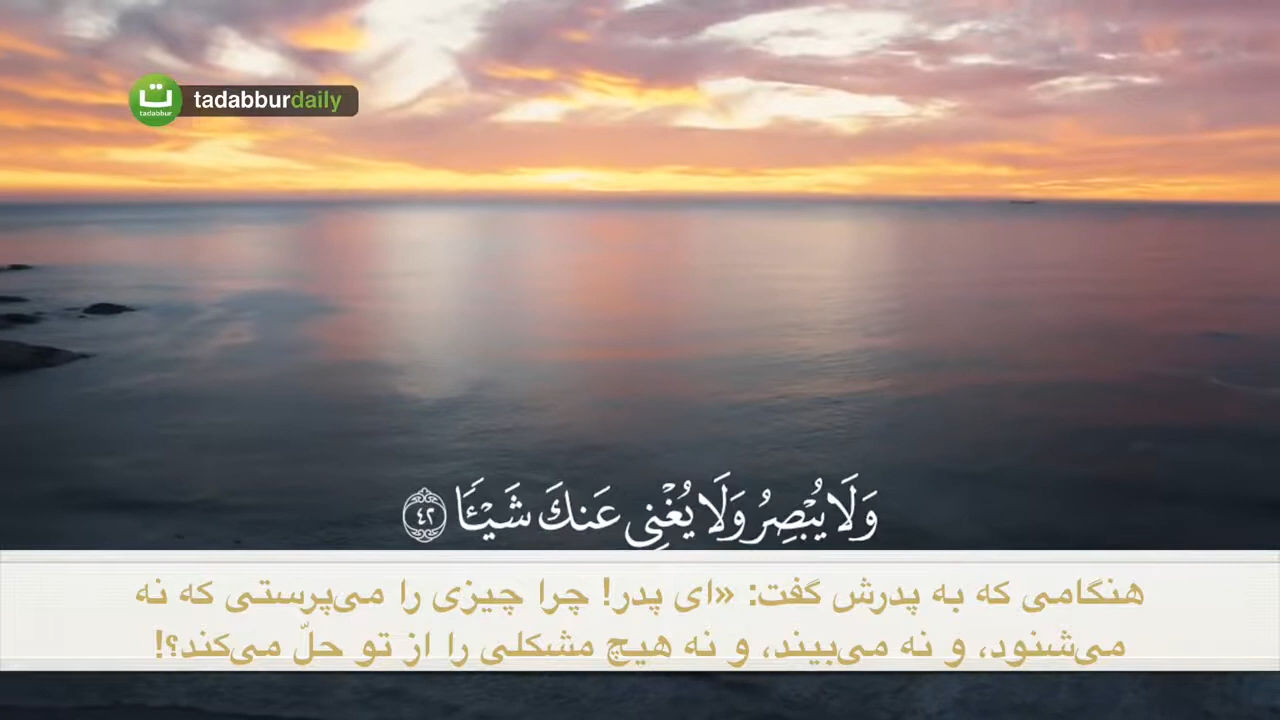 ت
tadabbur
tadabburdaily
وَلَا يُبْصِرُ وَلَا يُغْنِى عَنكَ شَيْـًٔا ٤٢
هنگامی که به پدرش گفت: «ای پدر! چرا چیزی را می‌پرستی که نه
می‌شنود، و نه می‌بیند، و نه هیچ مشکلی را از تو حلّ می‌کند؟!